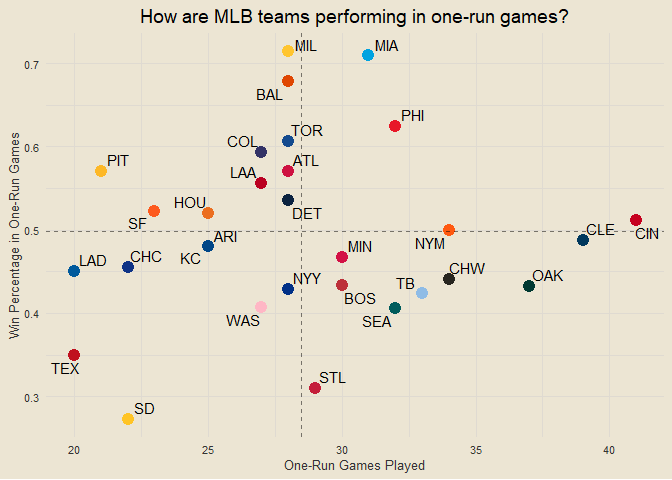 How are MLB teams performing in one-run games?
MIL
MIA
0.7
BAL
PHI
TOR
COL
0.6
PIT
ATL
LAA
HOU
DET
SF
0.5
CLE
CIN
ARI
NYM
MIN
KC
CHC
LAD
CHW
OAK
NYY
TB
BOS
0.4
WAS
SEA
TEX
STL
SD
0.3
20
25
30
35
40
One-Run Games Played
Win Percentage in One-Run Games